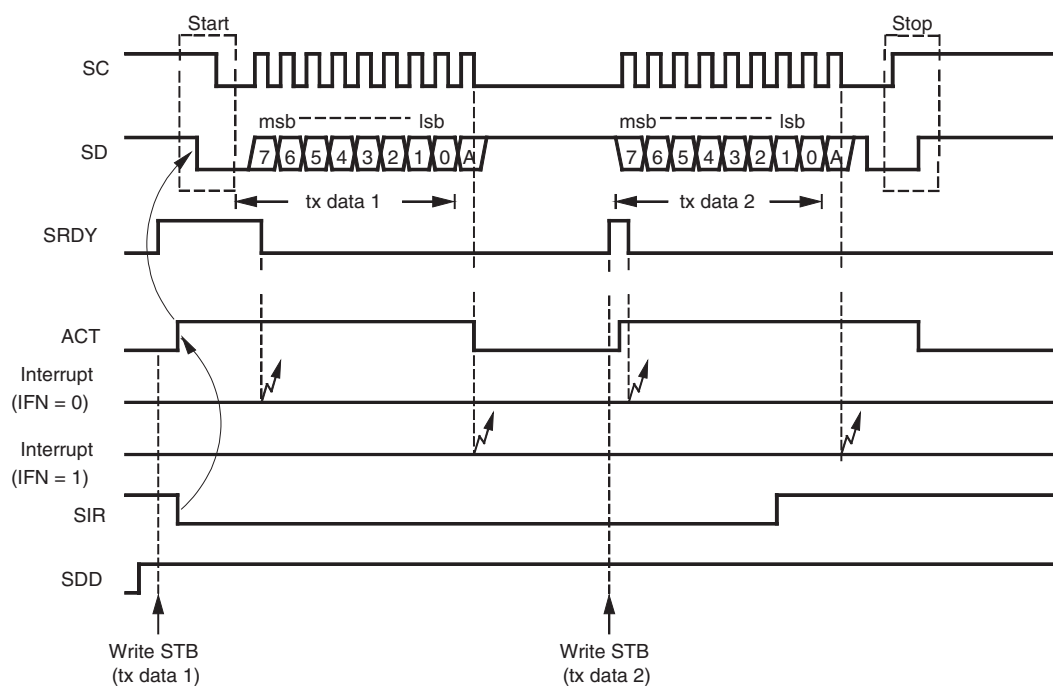 Start
Stop
SC
msb
lsb
msb
lsb
SD
7 6 5 4 3 2 1 0 A
7 6 5 4 3 2 1 0 A
tx data 1
tx data 2
SRDY
ACT
Interrupt
(IFN = 0)
Interrupt
(IFN = 1)
SIR
SDD
Write STB
(tx data 1)
Write STB
(tx data 2)